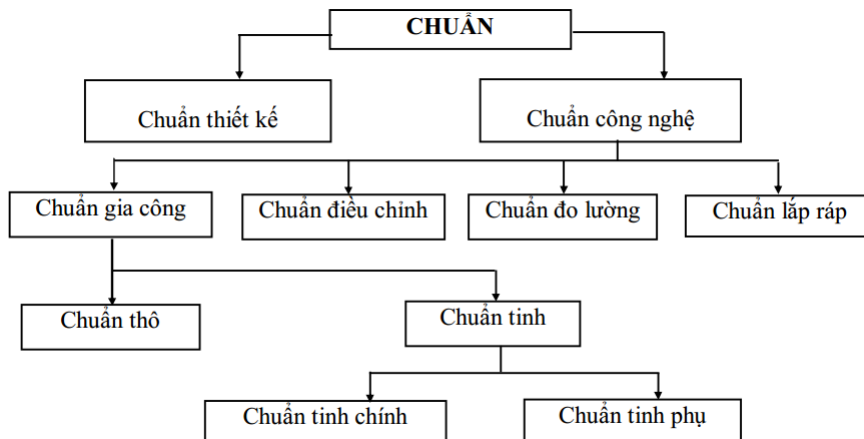 CHUẨN
Chuẩn thiết kế
Chuẩn công nghệ
Chuẩn gia công
Chuẩn điều chỉnh
Chuẩn đo lường
Chuẩn lắp ráp
Chuẩn thô
Chuẩn tinh
Chuẩn tinh chính
Chuẩn tinh phụ